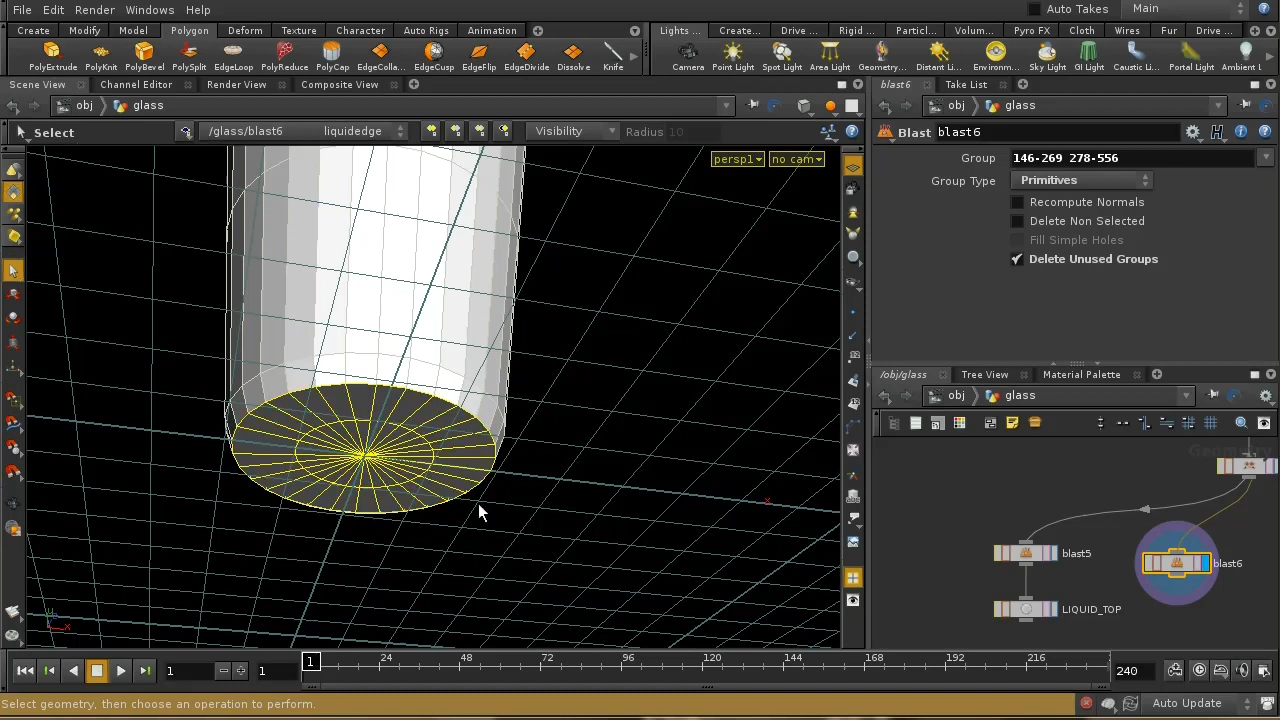 File Edit Render Windows Help
Auto Takes Main
Create Modify Model Polygon Deform Texture Character Auto Rigs Animation
Lights ... Create... Drive ... Rigid ... Particl... Volum... Pyro FX Cloth Wires Fur Drive ...
PolyExtrude PolyKnit PolyBevel PolySplit EdgeLoop PolyReduce PolyCap EdgeColla... EdgeCusp EdgeFlip EdgeDivide Dissolve Knife
Camera Point Light Spot Light Area Light Geometry... Distant Li... Environm... Sky Light GI Light Caustic Li... Portal Light Ambient L
Scene View Channel Editor Render View Composite View
blast6 Take List
obj glass
obj glass
Select /glass/blast6 liquidedge Visibility Radius 10
Blast blast6
persp1 no cam
Group 146-269 278-556
Group Type Primitives
Recompute Normals
Delete Non Selected
Fill Simple Holes
Delete Unused Groups
/obj/glass Tree View Material Palette
obj glass
blast5
blast6
LIQUID_TOP
x
x
1 1 1 24 48 72 96 120 144 168 192 216 240
Select geometry, then choose an operation to perform.
Auto Update